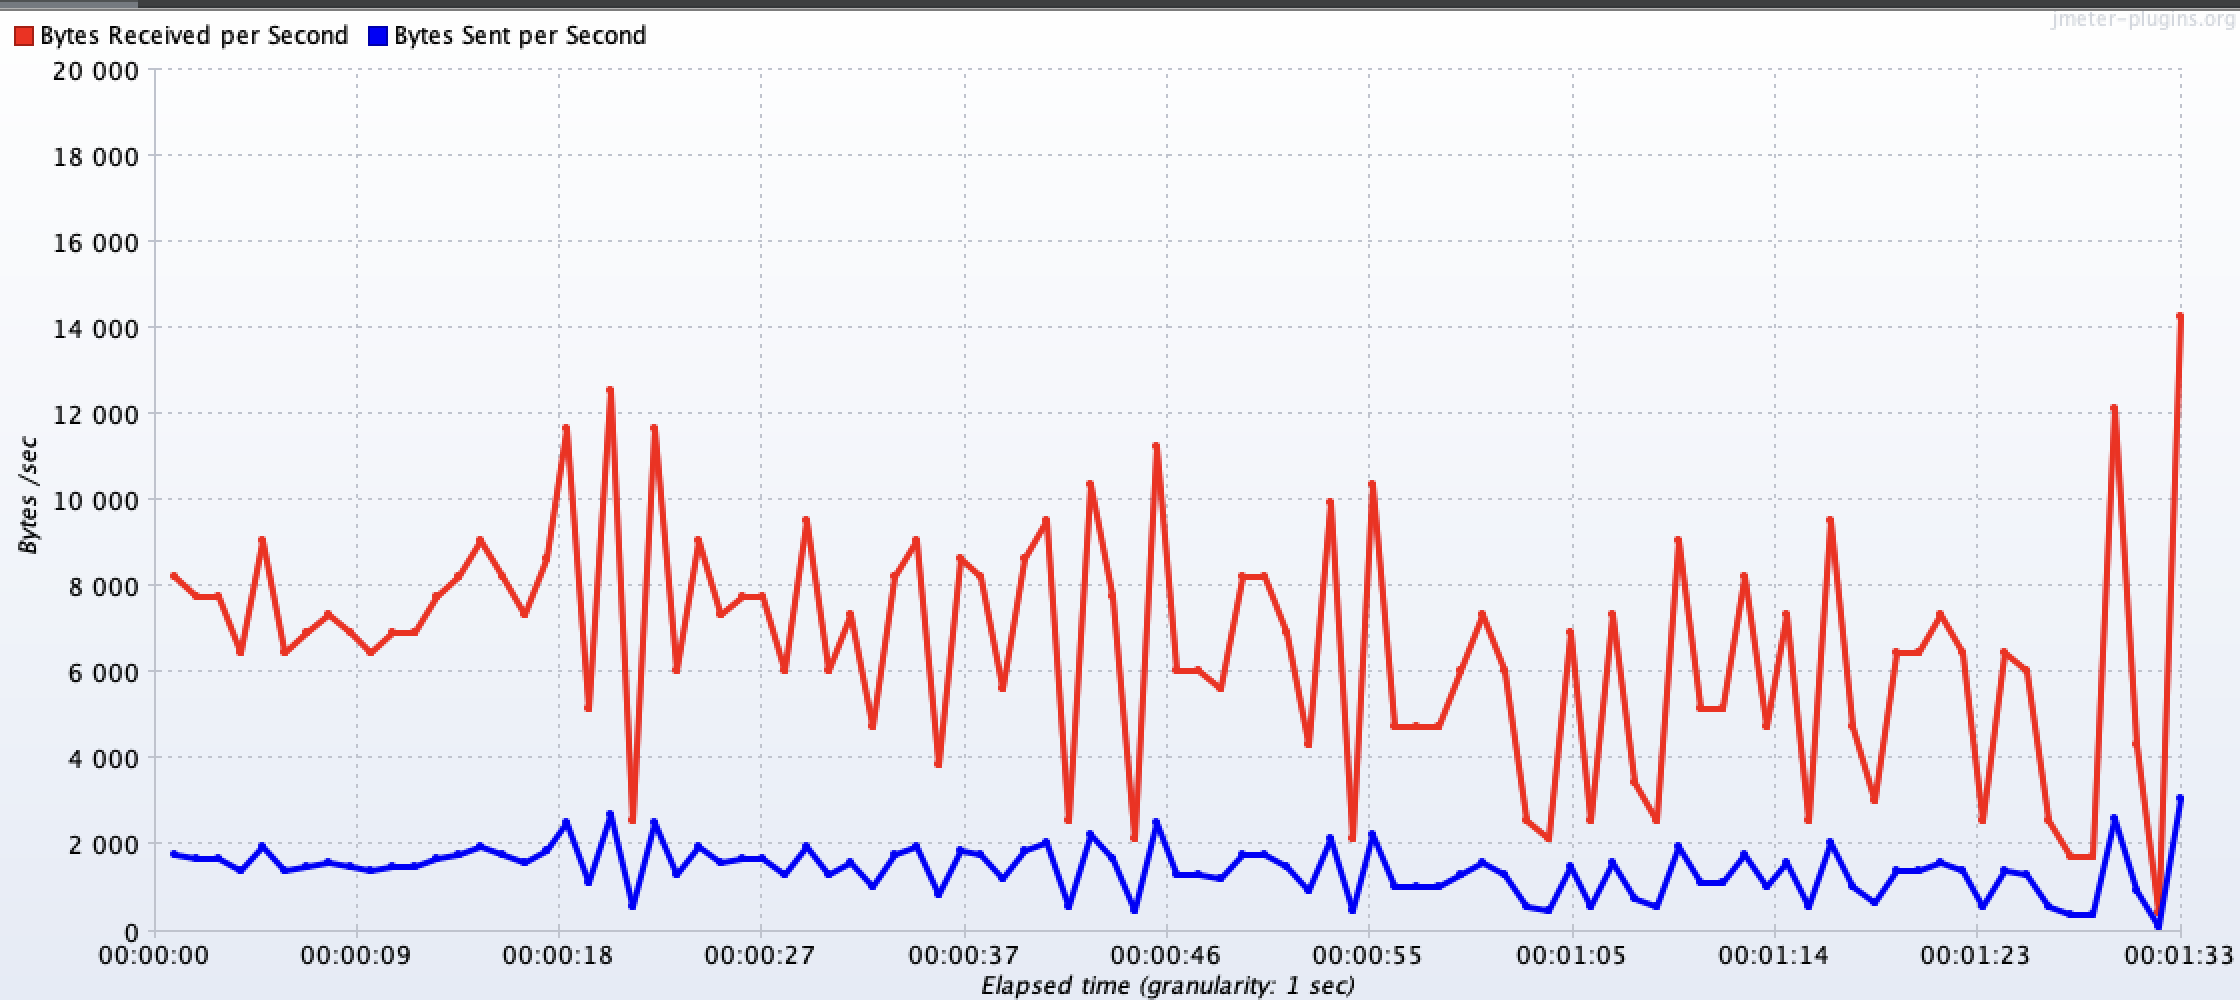 jmeter-plugins.org
Bytes Received per Second Bytes Sent per Second
20 000
18 000
16 000
14 000
12 000
10 000
8 000
6 000
4 000
2 000
0
Bytes /sec
00:00:00 00:00:09 00:00:18 00:00:27 00:00:37 00:00:46 00:00:55 00:01:05 00:01:14 00:01:23 00:01:33
Elapsed time (granularity: 1 sec)